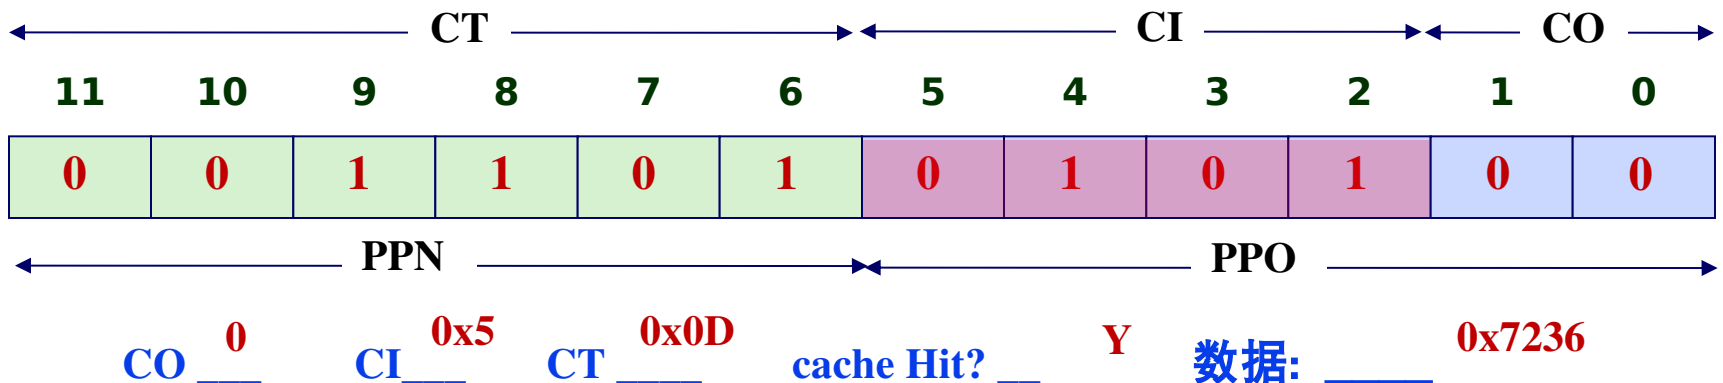 CT CI CO
11 10 9 8 7 6 5 4 3 2 1 0
0 0 1 1 0 1 0 1 0 1 0 0
PPN PPO
CO ___ 0 CI___ 0x5 CT ____ 0x0D cache Hit? __ Y 数据: _____ 0x7236